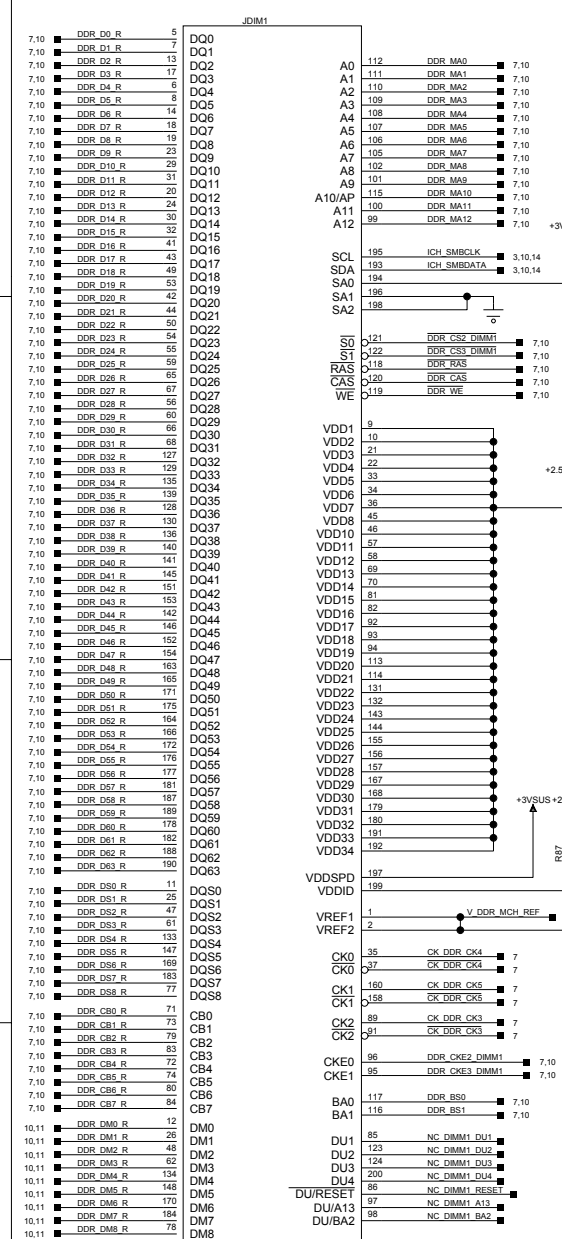 JDIM1
7,10 DDR_D0_R 5 DQ0
7,10 DDR_D1_R 7 DQ1
7,10 DDR_D2_R 13 DQ2
7,10 DDR_D3_R 17 DQ3
7,10 DDR_D4_R 6 DQ4
7,10 DDR_D5_R 8 DQ5
7,10 DDR_D6_R 14 DQ6
7,10 DDR_D7_R 18 DQ7
7,10 DDR_D8_R 19 DQ8
7,10 DDR_D9_R 23 DQ9
7,10 DDR_D10_R 29 DQ10
7,10 DDR_D11_R 31 DQ11
7,10 DDR_D12_R 20 DQ12
7,10 DDR_D13_R 24 DQ13
7,10 DDR_D14_R 30 DQ14
7,10 DDR_D15_R 32 DQ15
7,10 DDR_D16_R 41 DQ16
7,10 DDR_D17_R 43 DQ17
7,10 DDR_D18_R 49 DQ18
7,10 DDR_D19_R 53 DQ19
7,10 DDR_D20_R 42 DQ20
7,10 DDR_D21_R 44 DQ21
7,10 DDR_D22_R 50 DQ22
7,10 DDR_D23_R 54 DQ23
7,10 DDR_D24_R 55 DQ24
7,10 DDR_D25_R 59 DQ25
7,10 DDR_D26_R 65 DQ26
7,10 DDR_D27_R 67 DQ27
7,10 DDR_D28_R 56 DQ28
7,10 DDR_D29_R 60 DQ29
7,10 DDR_D30_R 66 DQ30
7,10 DDR_D31_R 68 DQ31
7,10 DDR_D32_R 127 DQ32
7,10 DDR_D33_R 129 DQ33
7,10 DDR_D34_R 135 DQ34
7,10 DDR_D35_R 139 DQ35
7,10 DDR_D36_R 128 DQ36
7,10 DDR_D37_R 130 DQ37
7,10 DDR_D38_R 136 DQ38
7,10 DDR_D39_R 140 DQ39
7,10 DDR_D40_R 141 DQ40
7,10 DDR_D41_R 145 DQ41
7,10 DDR_D42_R 151 DQ42
7,10 DDR_D43_R 153 DQ43
7,10 DDR_D44_R 142 DQ44
7,10 DDR_D45_R 146 DQ45
7,10 DDR_D46_R 152 DQ46
7,10 DDR_D47_R 154 DQ47
7,10 DDR_D48_R 163 DQ48
7,10 DDR_D49_R 165 DQ49
7,10 DDR_D50_R 171 DQ50
7,10 DDR_D51_R 175 DQ51
7,10 DDR_D52_R 164 DQ52
7,10 DDR_D53_R 166 DQ53
7,10 DDR_D54_R 172 DQ54
7,10 DDR_D55_R 176 DQ55
7,10 DDR_D56_R 177 DQ56
7,10 DDR_D57_R 181 DQ57
7,10 DDR_D58_R 187 DQ58
7,10 DDR_D59_R 189 DQ59
7,10 DDR_D60_R 178 DQ60
7,10 DDR_D61_R 182 DQ61
7,10 DDR_D62_R 188 DQ62
7,10 DDR_D63_R 190 DQ63
7,10 DDR_DS0_R 11 DQS0
7,10 DDR_DS1_R 25 DQS1
7,10 DDR_DS2_R 47 DQS2
7,10 DDR_DS3_R 61 DQS3
7,10 DDR_DS4_R 133 DQS4
7,10 DDR_DS5_R 147 DQS5
7,10 DDR_DS6_R 169 DQS6
7,10 DDR_DS7_R 183 DQS7
7,10 DDR_DS8_R 77 DQS8
7,10 DDR_CB0_R 71 CB0
7,10 DDR_CB1_R 73 CB1
7,10 DDR_CB2_R 79 CB2
7,10 DDR_CB3_R 83 CB3
7,10 DDR_CB4_R 72 CB4
7,10 DDR_CB5_R 74 CB5
7,10 DDR_CB6_R 80 CB6
7,10 DDR_CB7_R 84 CB7
10,11 DDR_DM0_R 12 DM0
10,11 DDR_DM1_R 26 DM1
10,11 DDR_DM2_R 48 DM2
10,11 DDR_DM3_R 62 DM3
10,11 DDR_DM4_R 134 DM4
10,11 DDR_DM5_R 148 DM5
10,11 DDR_DM6_R 170 DM6
10,11 DDR_DM7_R 184 DM7
10,11 DDR_DM8_R 78 DM8
A0 112 DDR_MA0 7,10
A1 111 DDR_MA1 7,10
A2 110 DDR_MA2 7,10
A3 109 DDR_MA3 7,10
A4 108 DDR_MA4 7,10
A5 107 DDR_MA5 7,10
A6 106 DDR_MA6 7,10
A7 105 DDR_MA7 7,10
A8 102 DDR_MA8 7,10
A9 101 DDR_MA9 7,10
A10/AP 115 DDR_MA10 7,10
A11 100 DDR_MA11 7,10
A12 99 DDR_MA12 7,10
SCL 195 ICH_SMBCLK 3,10,14
SDA 193 ICH_SMBDATA 3,10,14
SA0 194
SA1 196
SA2 198
S0 121 DDR_CS2_DIMM1 7,10
S1 122 DDR_CS3_DIMM1 7,10
RAS 118 DDR_RAS 7,10
CAS 120 DDR_CAS 7,10
WE 119 DDR_WE 7,10
VDD1 9
VDD2 10
VDD3 21
VDD4 22
VDD5 33
VDD6 34
VDD7 36
VDD8 45
VDD10 46
VDD11 57
VDD12 58
VDD13 69
VDD14 70
VDD15 81
VDD16 82
VDD17 92
VDD18 93
VDD19 94
VDD20 113
VDD21 114
VDD22 131
VDD23 132
VDD24 143
VDD25 144
VDD26 155
VDD27 156
VDD28 157
VDD29 167
VDD30 168
VDD31 179
VDD32 180
VDD33 191
VDD34 192
VDDSPD 197
VDDID 199
VREF1 1 V_DDR_MCH_REF
VREF2 2
CK0 35 CK_DDR_CK4 7
CK0 37 CK_DDR_CK4 7
CK1 160 CK_DDR_CK5 7
CK1 158 CK_DDR_CK5 7
CK2 89 CK_DDR_CK3 7
CK2 91 CK_DDR_CK3 7
CKE0 96 DDR_CKE2_DIMM1 7,10
CKE1 95 DDR_CKE3_DIMM1 7,10
BA0 117 DDR_BS0 7,10
BA1 116 DDR_BS1 7,10
DU1 85 NC_DIMM1_DU1
DU2 123 NC_DIMM1_DU2
DU3 124 NC_DIMM1_DU3
DU4 200 NC_DIMM1_DU4
DU/RESET 86 NC_DIMM1_RESET
DU/A13 97 NC_DIMM1_A13
DU/BA2 98 NC_DIMM1_BA2
+3V
+2.5
+3VSUS+2
R87